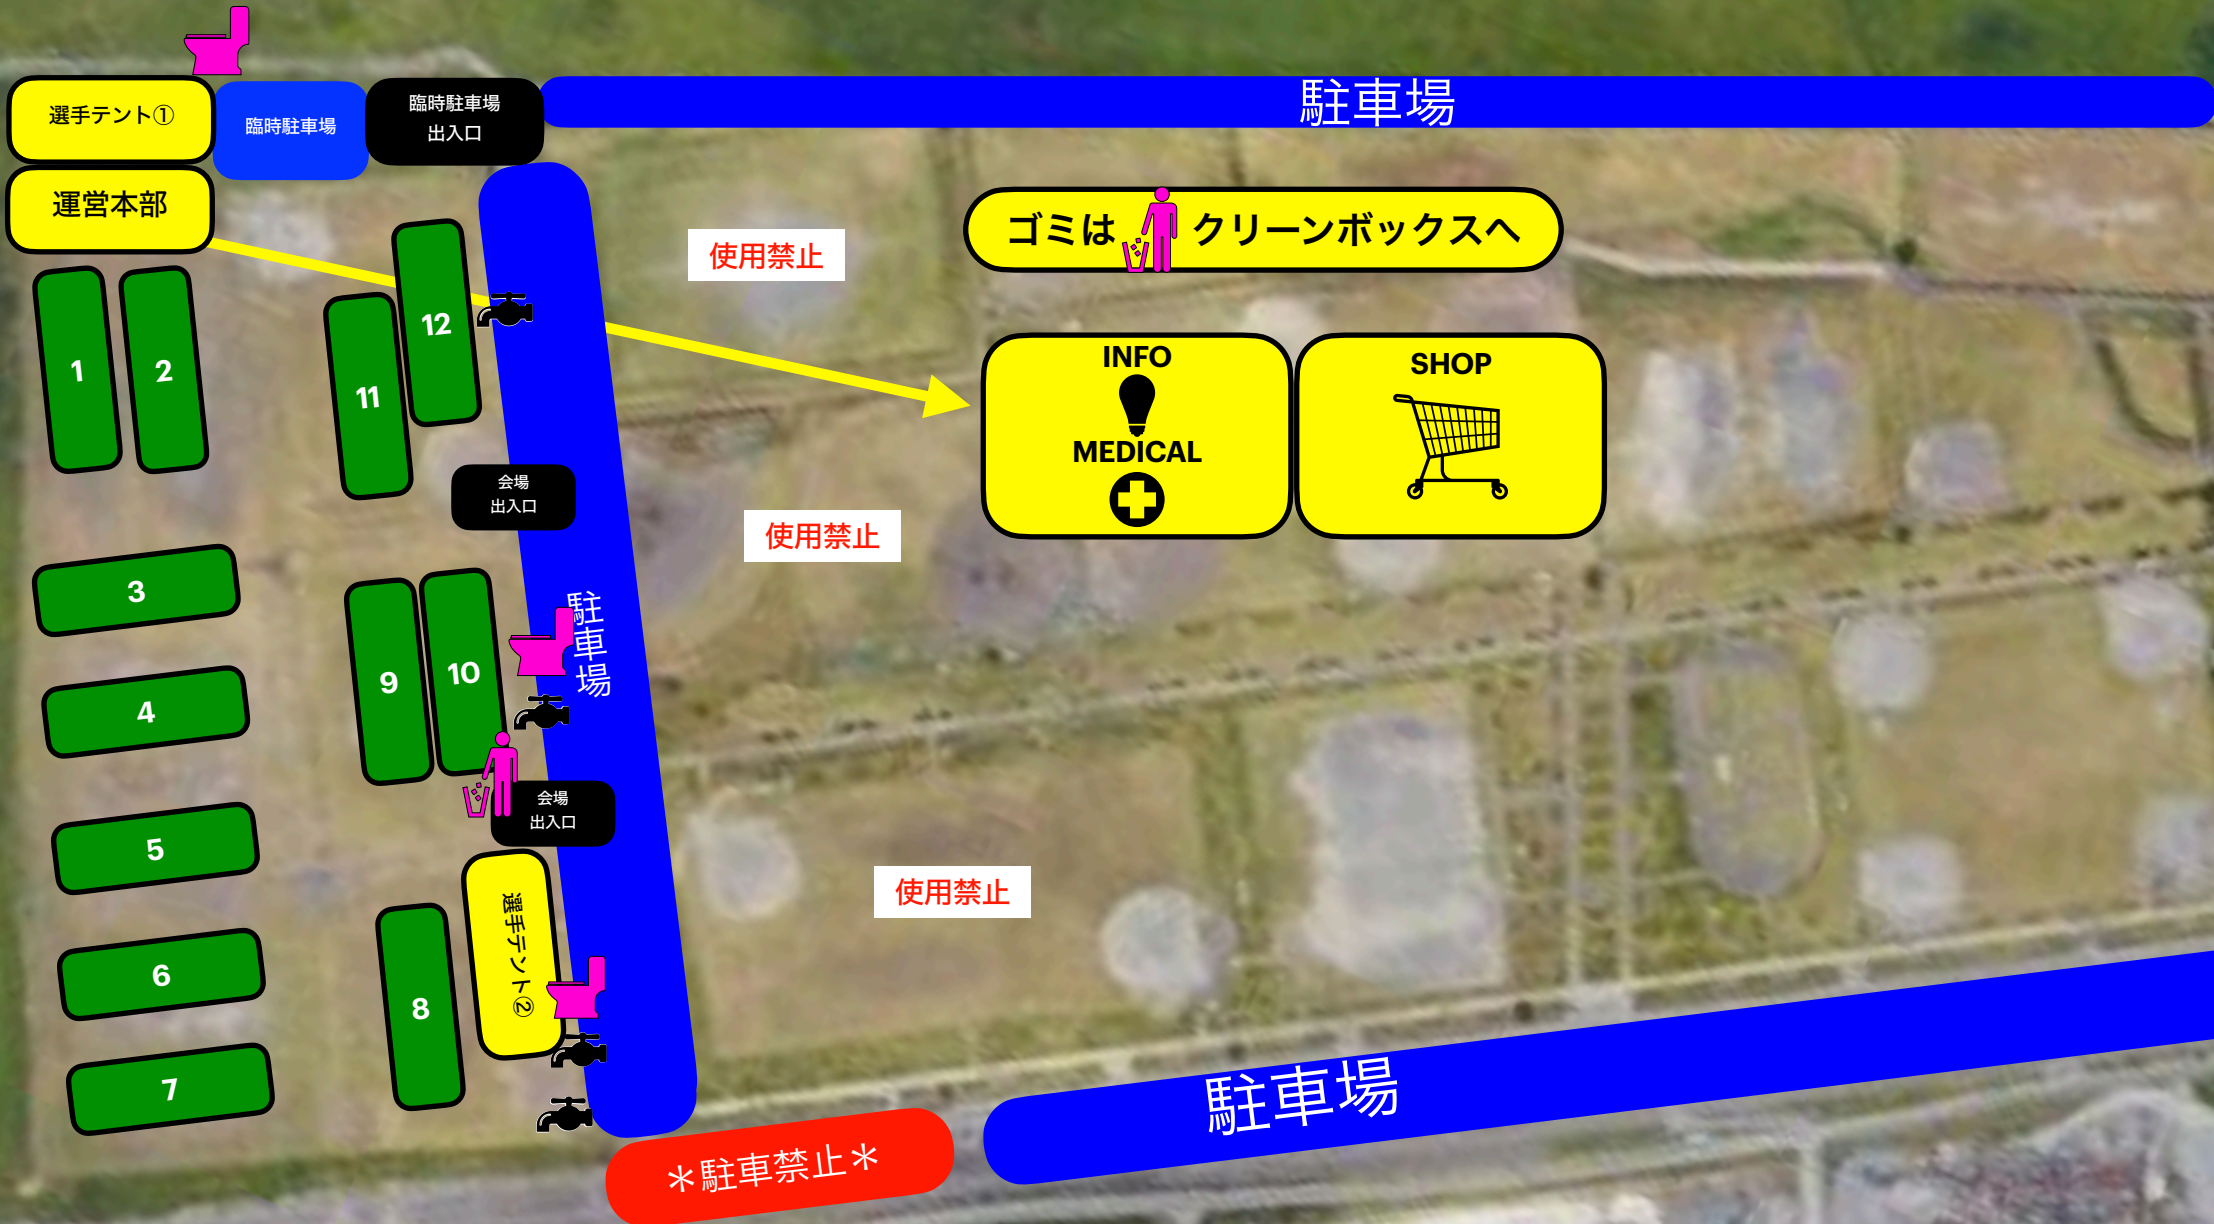 駐車場
選手テント①
臨時駐車場
臨時駐車場
出入口
運営本部
ゴミは クリーンボックスへ
使用禁止
12
11
1
2
INFO
MEDICAL
SHOP
会場
出入口
使用禁止
3
駐車場
9
10
4
会場
出入口
5
選手テント②
使用禁止
6
8
7
駐車場
＊駐車禁止＊